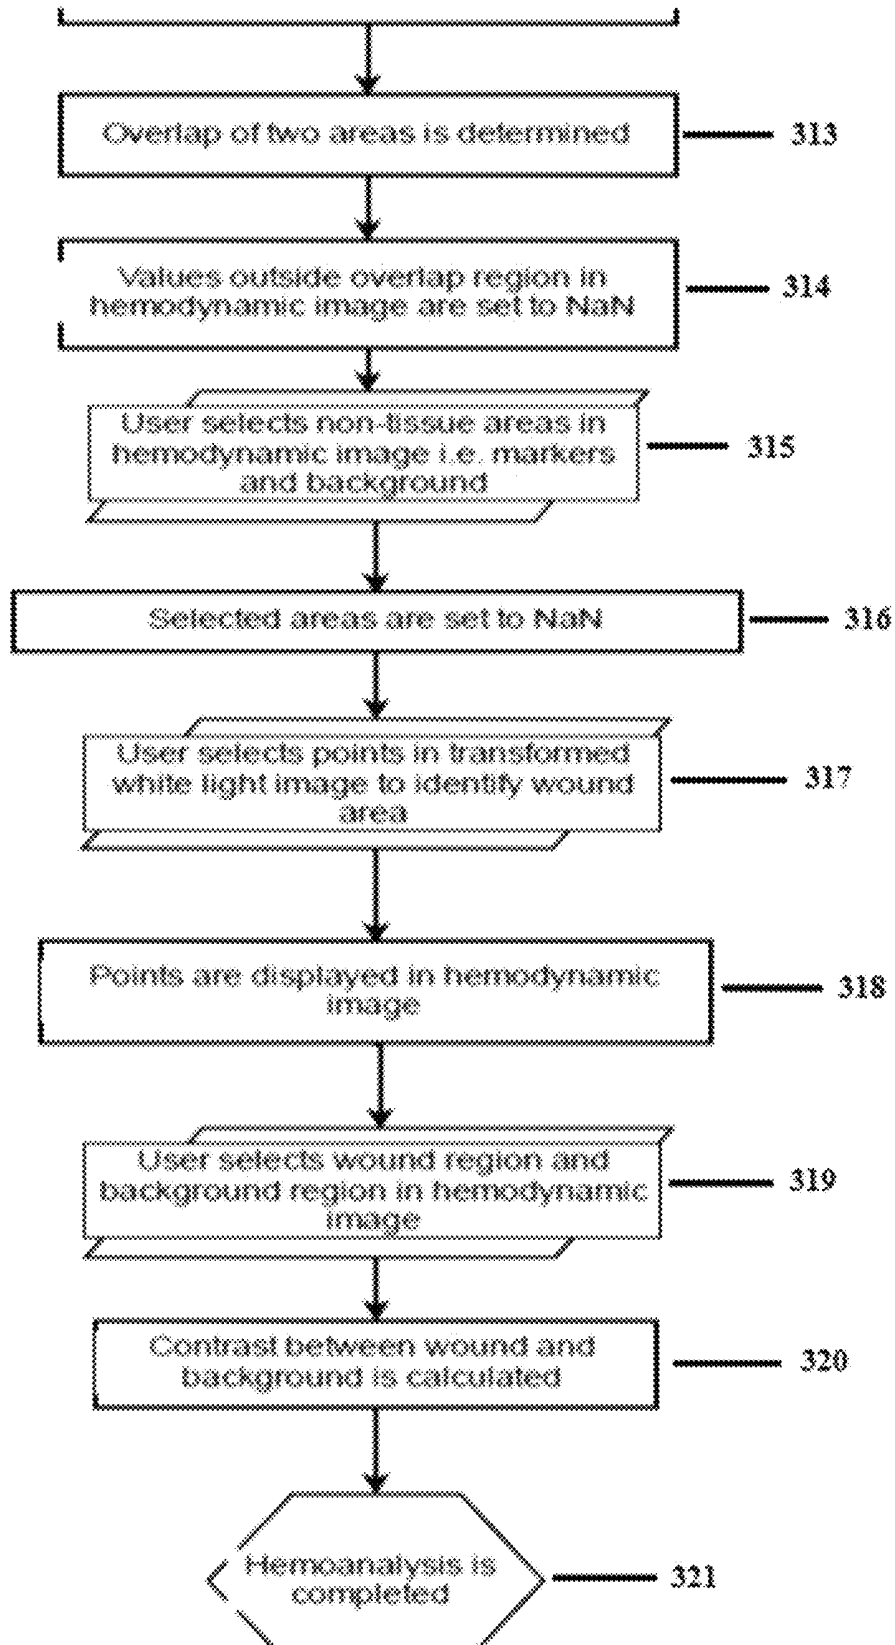 Overlap of two areas is determined
313
Values outside overlap region in
hemodynamic image are set to NaN
314
User selects non-tissue areas in
hemodynamic image i.e. markers
and background
315
Selected areas are set to NaN
316
User selects points in transformed
white light image to identify wound
area
317
Points are displayed in hemodynamic
image
318
User selects wound region and
background region in hemodynamic
image
319
Contrast between wound and
background is calculated
320
Hemoanalysis is
completed
321